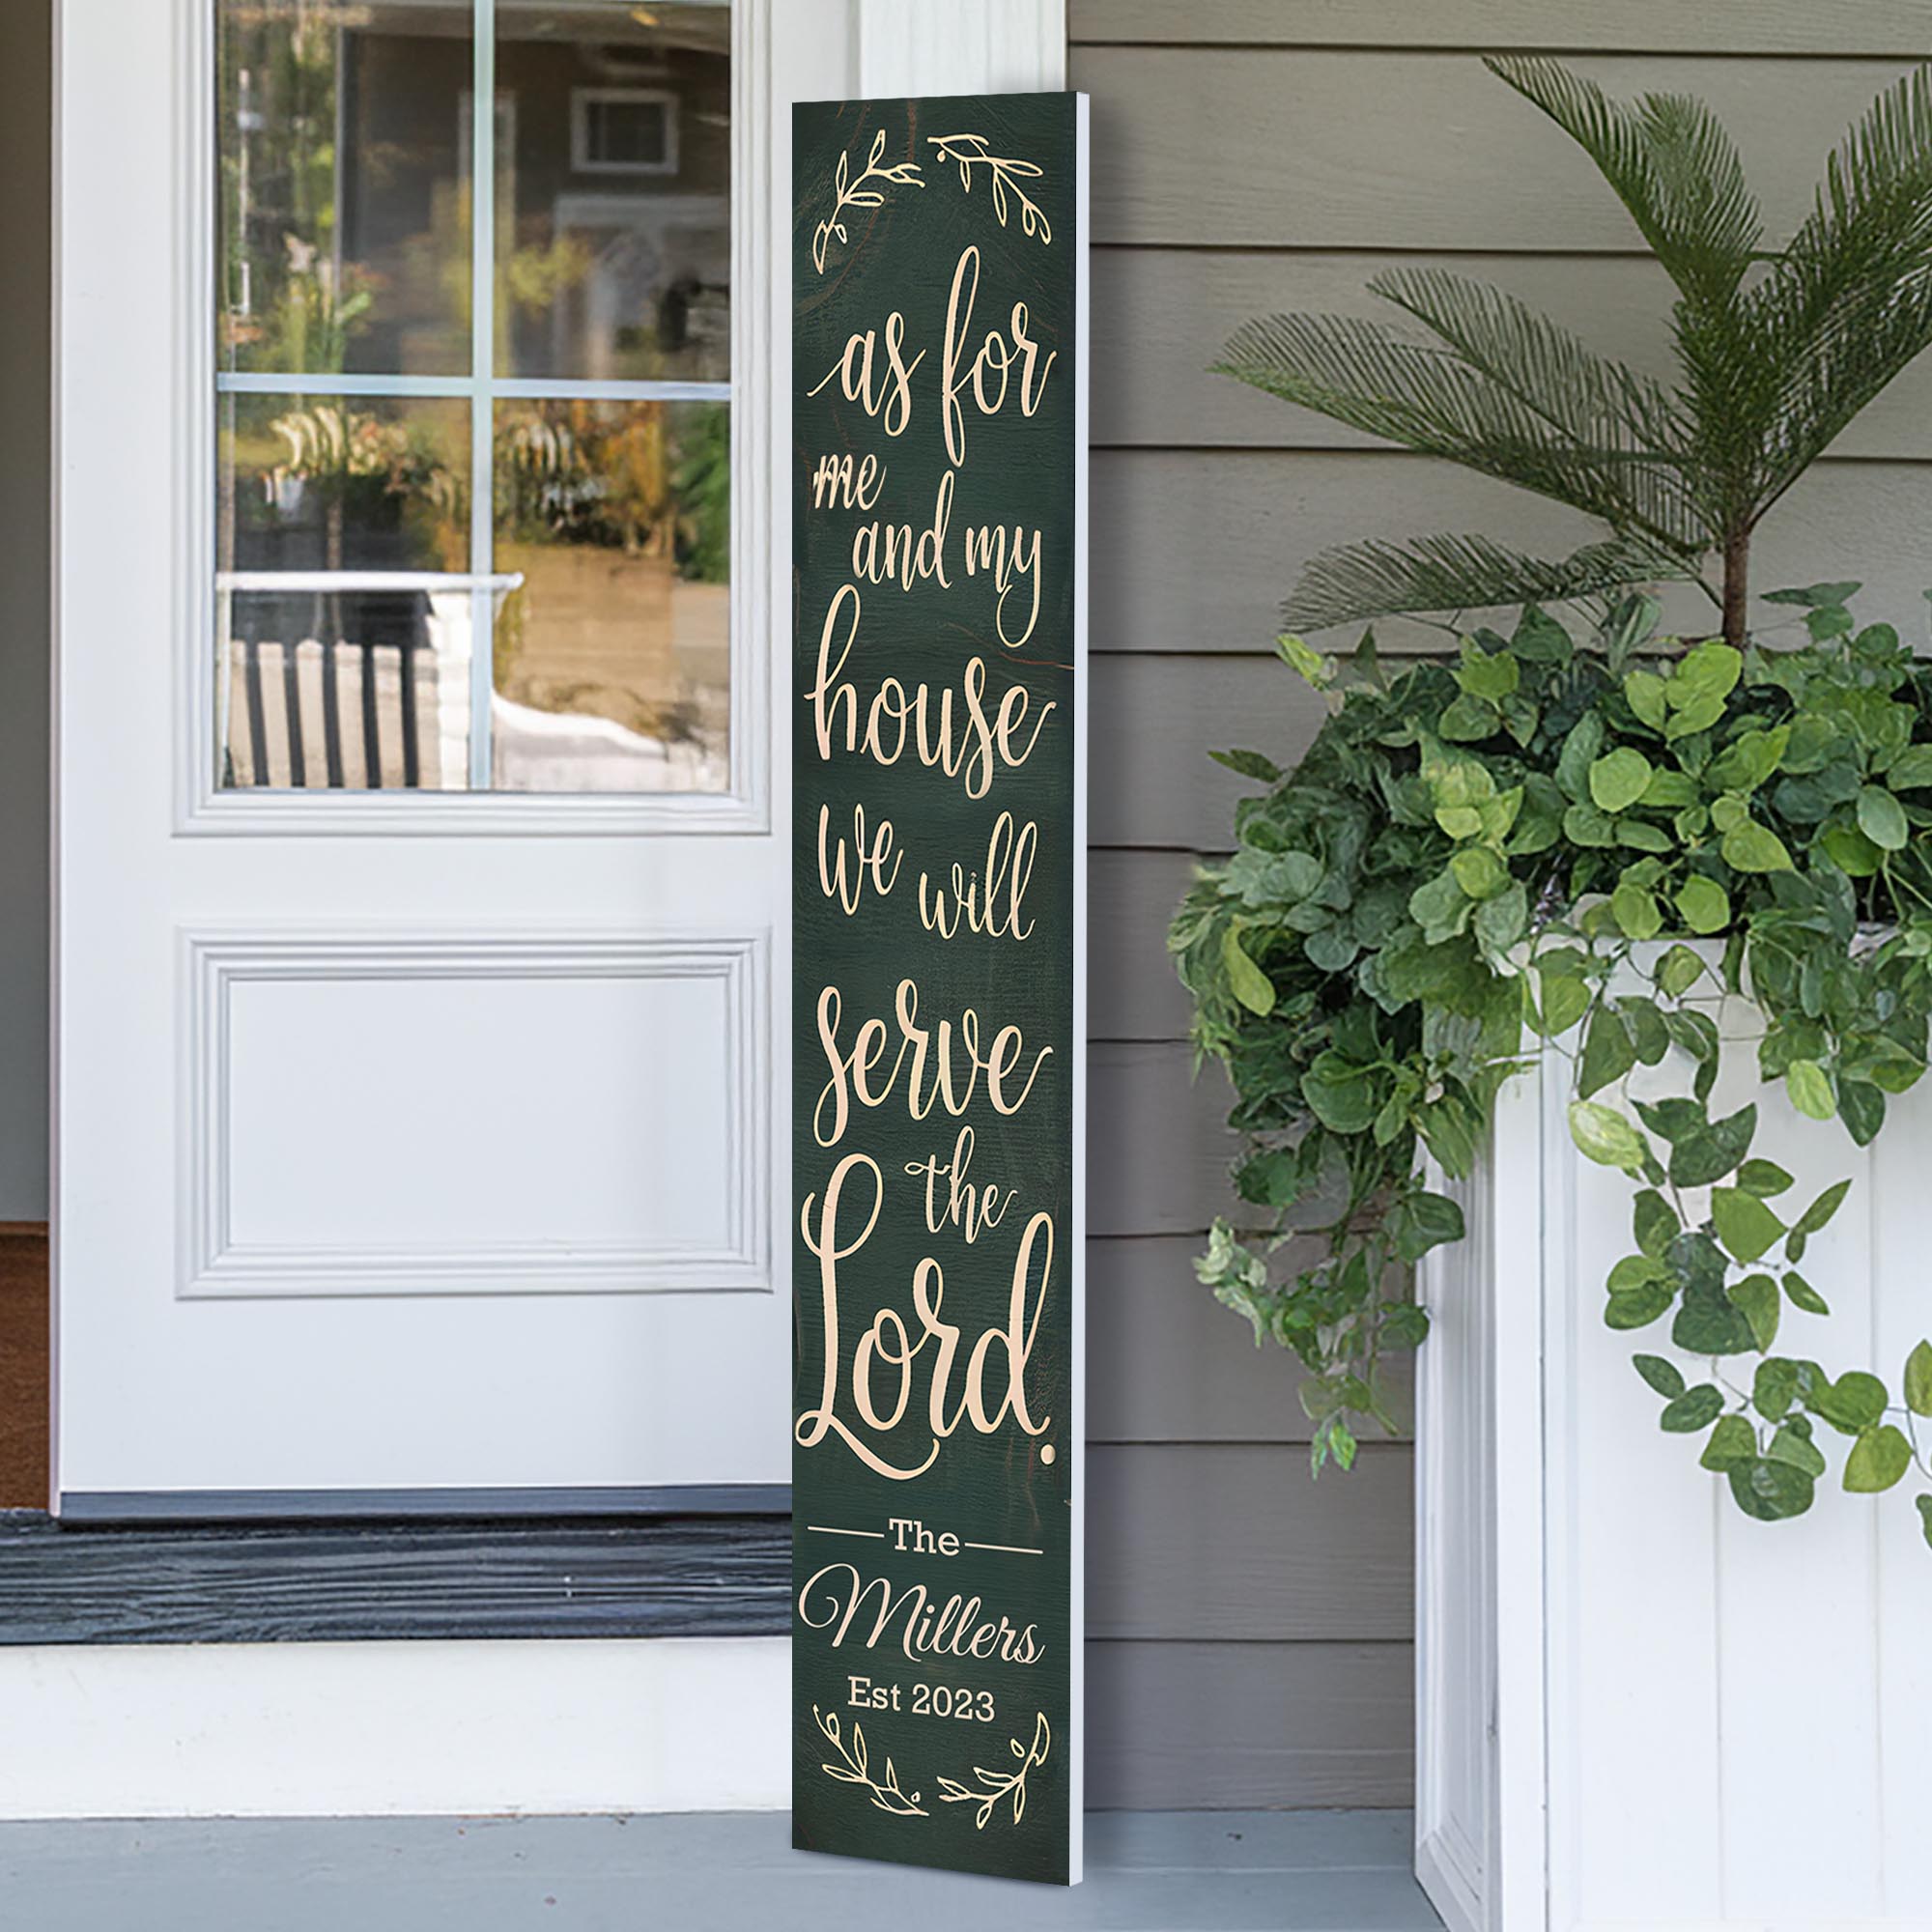 as for
me
and my
house
we will
serve
the
Lord.
The
Millers
Est 2023